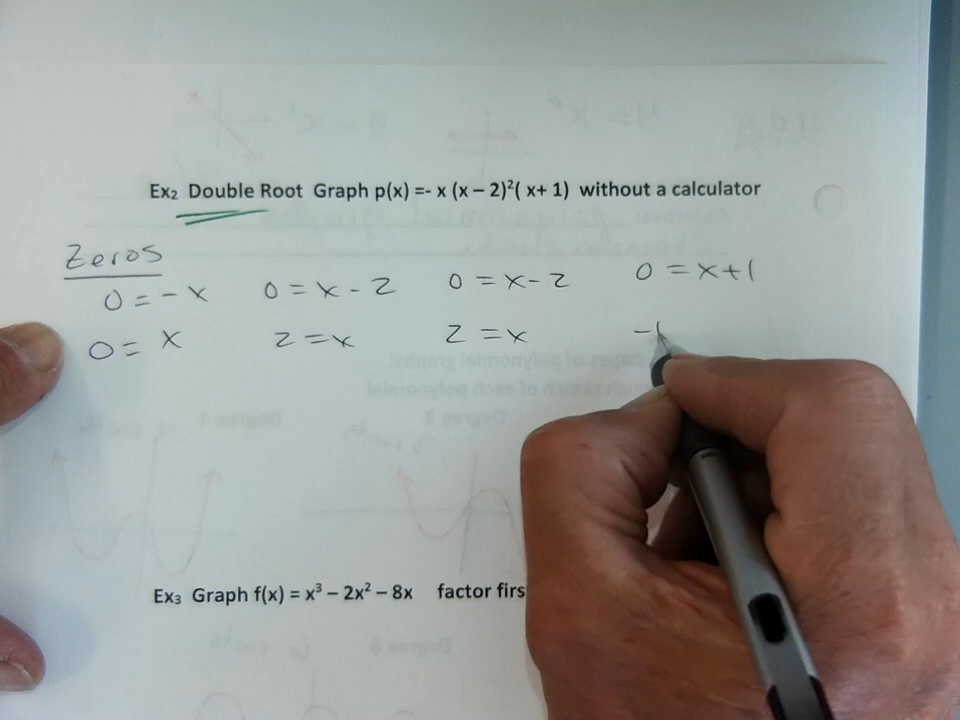 Ex2 Double Root Graph p(x) =- x (x – 2)²( x+ 1) without a calculator
Zeros
0 = -x 0 = x - 2 0 = x - 2 0 = x + 1
0 = x 2 = x 2 = x -1
Ex3 Graph f(x) = x³ – 2x² – 8x factor firs